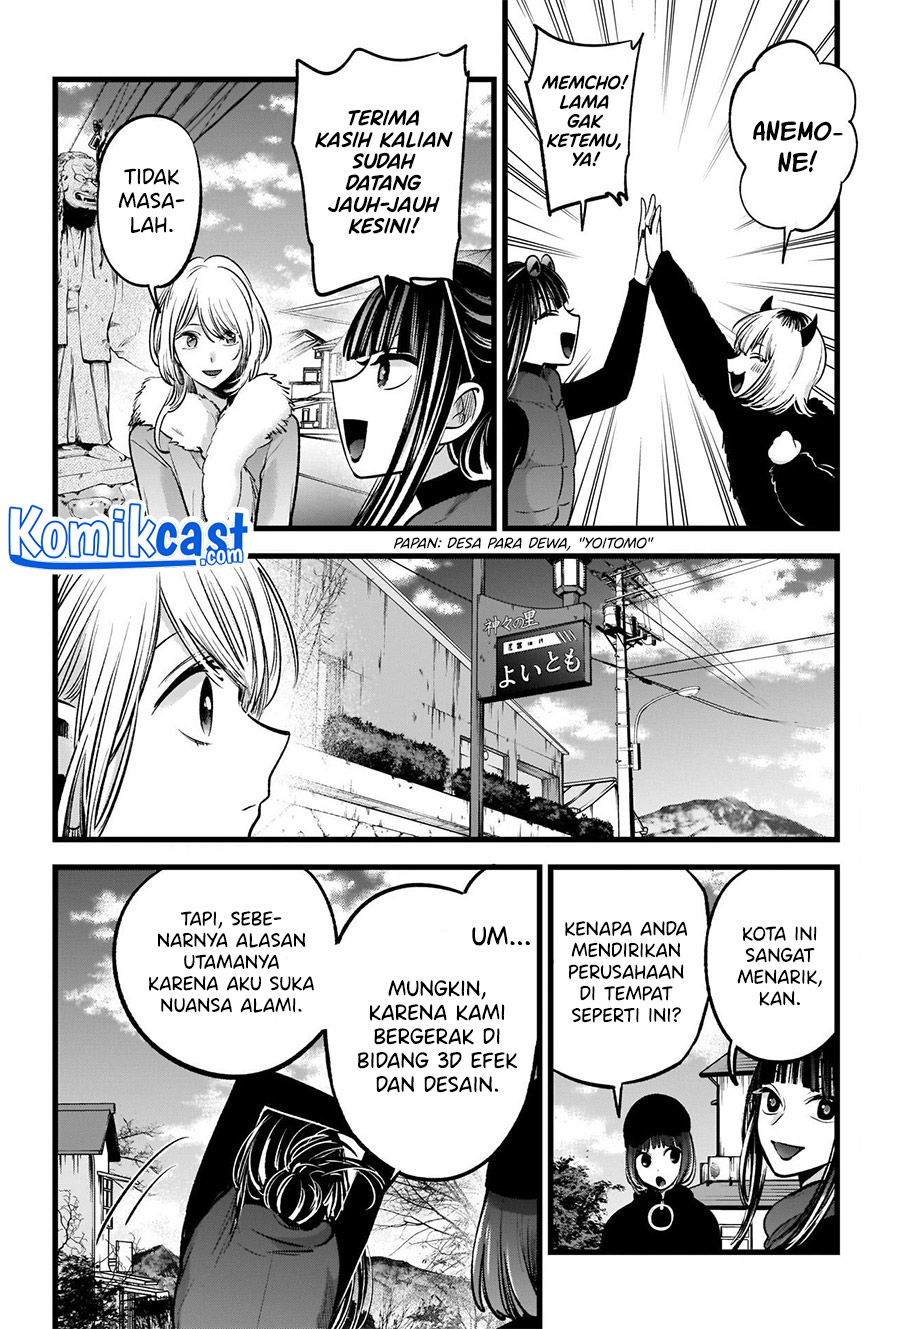 ANEMO-
NE!
MEMCHO!
LAMA
GAK
KETEMU,
YA!
TERIMA
KASIH KALIAN
SUDAH
DATANG
JAUH-JAUH
KESINI!
TIDAK
MASA-
LAH.
Komikcast
.com
PAPAN: DESA PARA DEWA, "YOITOMO"
神々の里
よいとも
KOTA INI
SANGAT
MENARIK,
KAN.
KENAPA ANDA
MENDIRIKAN
PERUSAHAAN
DI TEMPAT
SEPERTI INI?
UM...
MUNGKIN,
KARENA KAMI
BERGERAK DI
BIDANG 3D EFEK
DAN DESAIN.
TAPI, SEBE-
NARNYA ALASAN
UTAMANYA
KARENA AKU SUKA
NUANSA ALAMI.